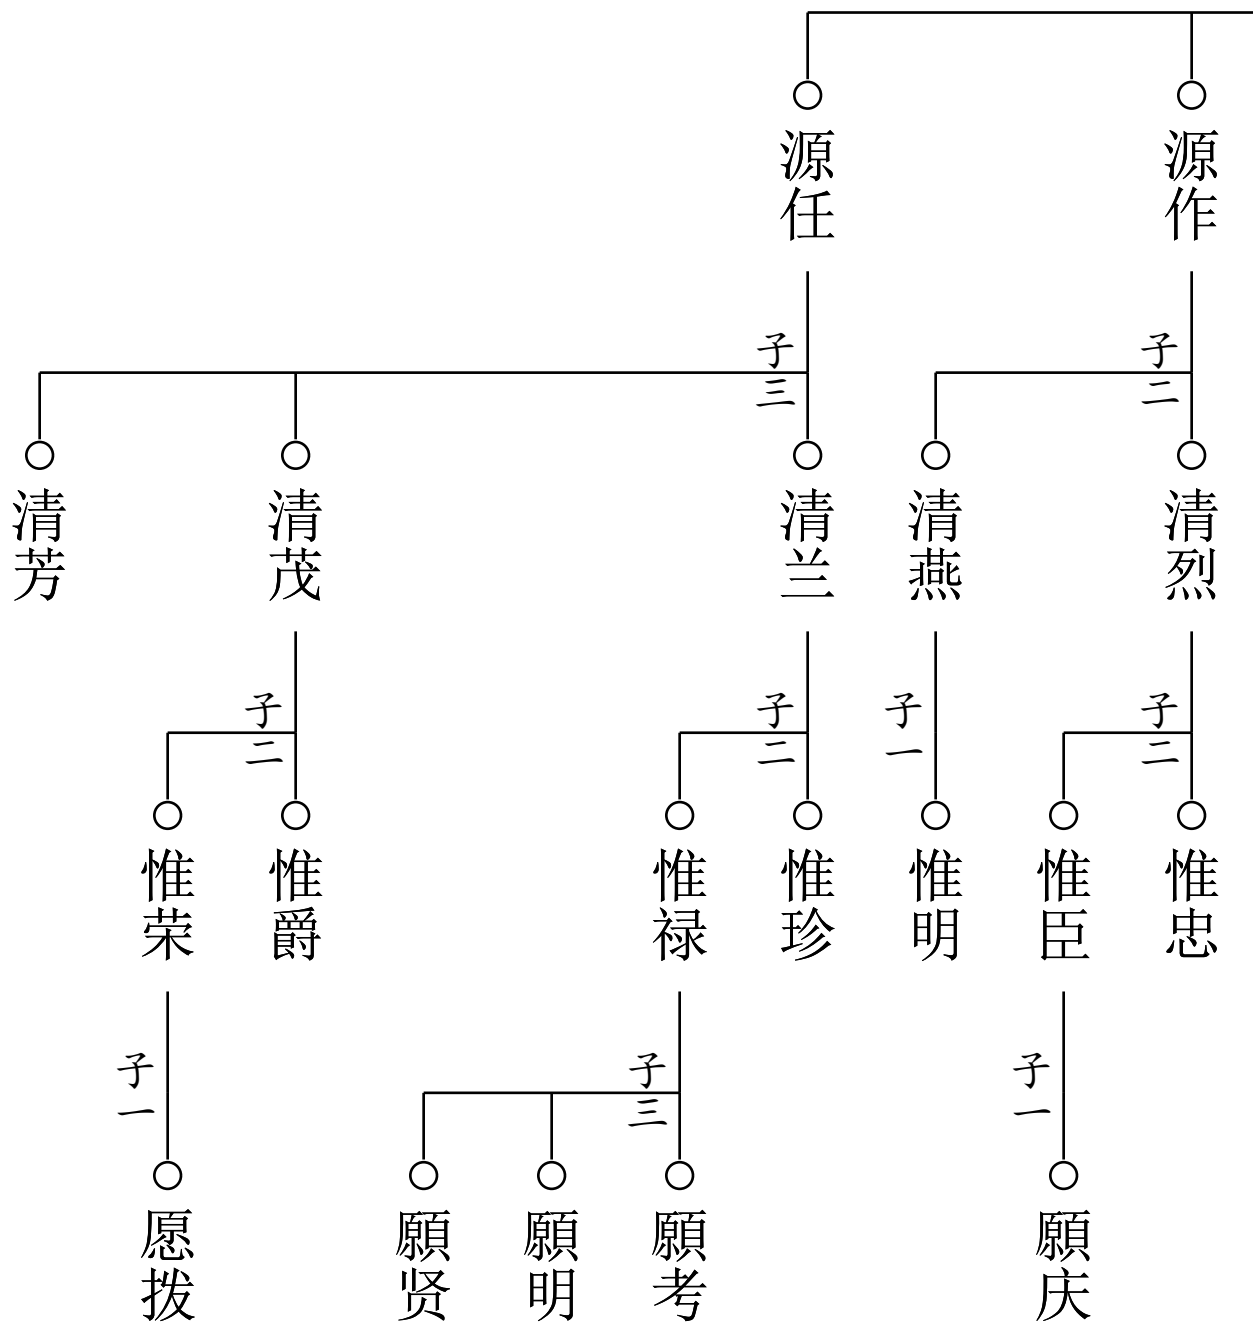 源作
源任
子二
子三
清烈
清燕
清兰
清茂
清芳
子二
子一
子二
子二
惟忠
惟臣
惟明
惟珍
惟禄
惟爵
惟荣
子一
子三
子一
願庆
願考
願明
願贤
愿拨